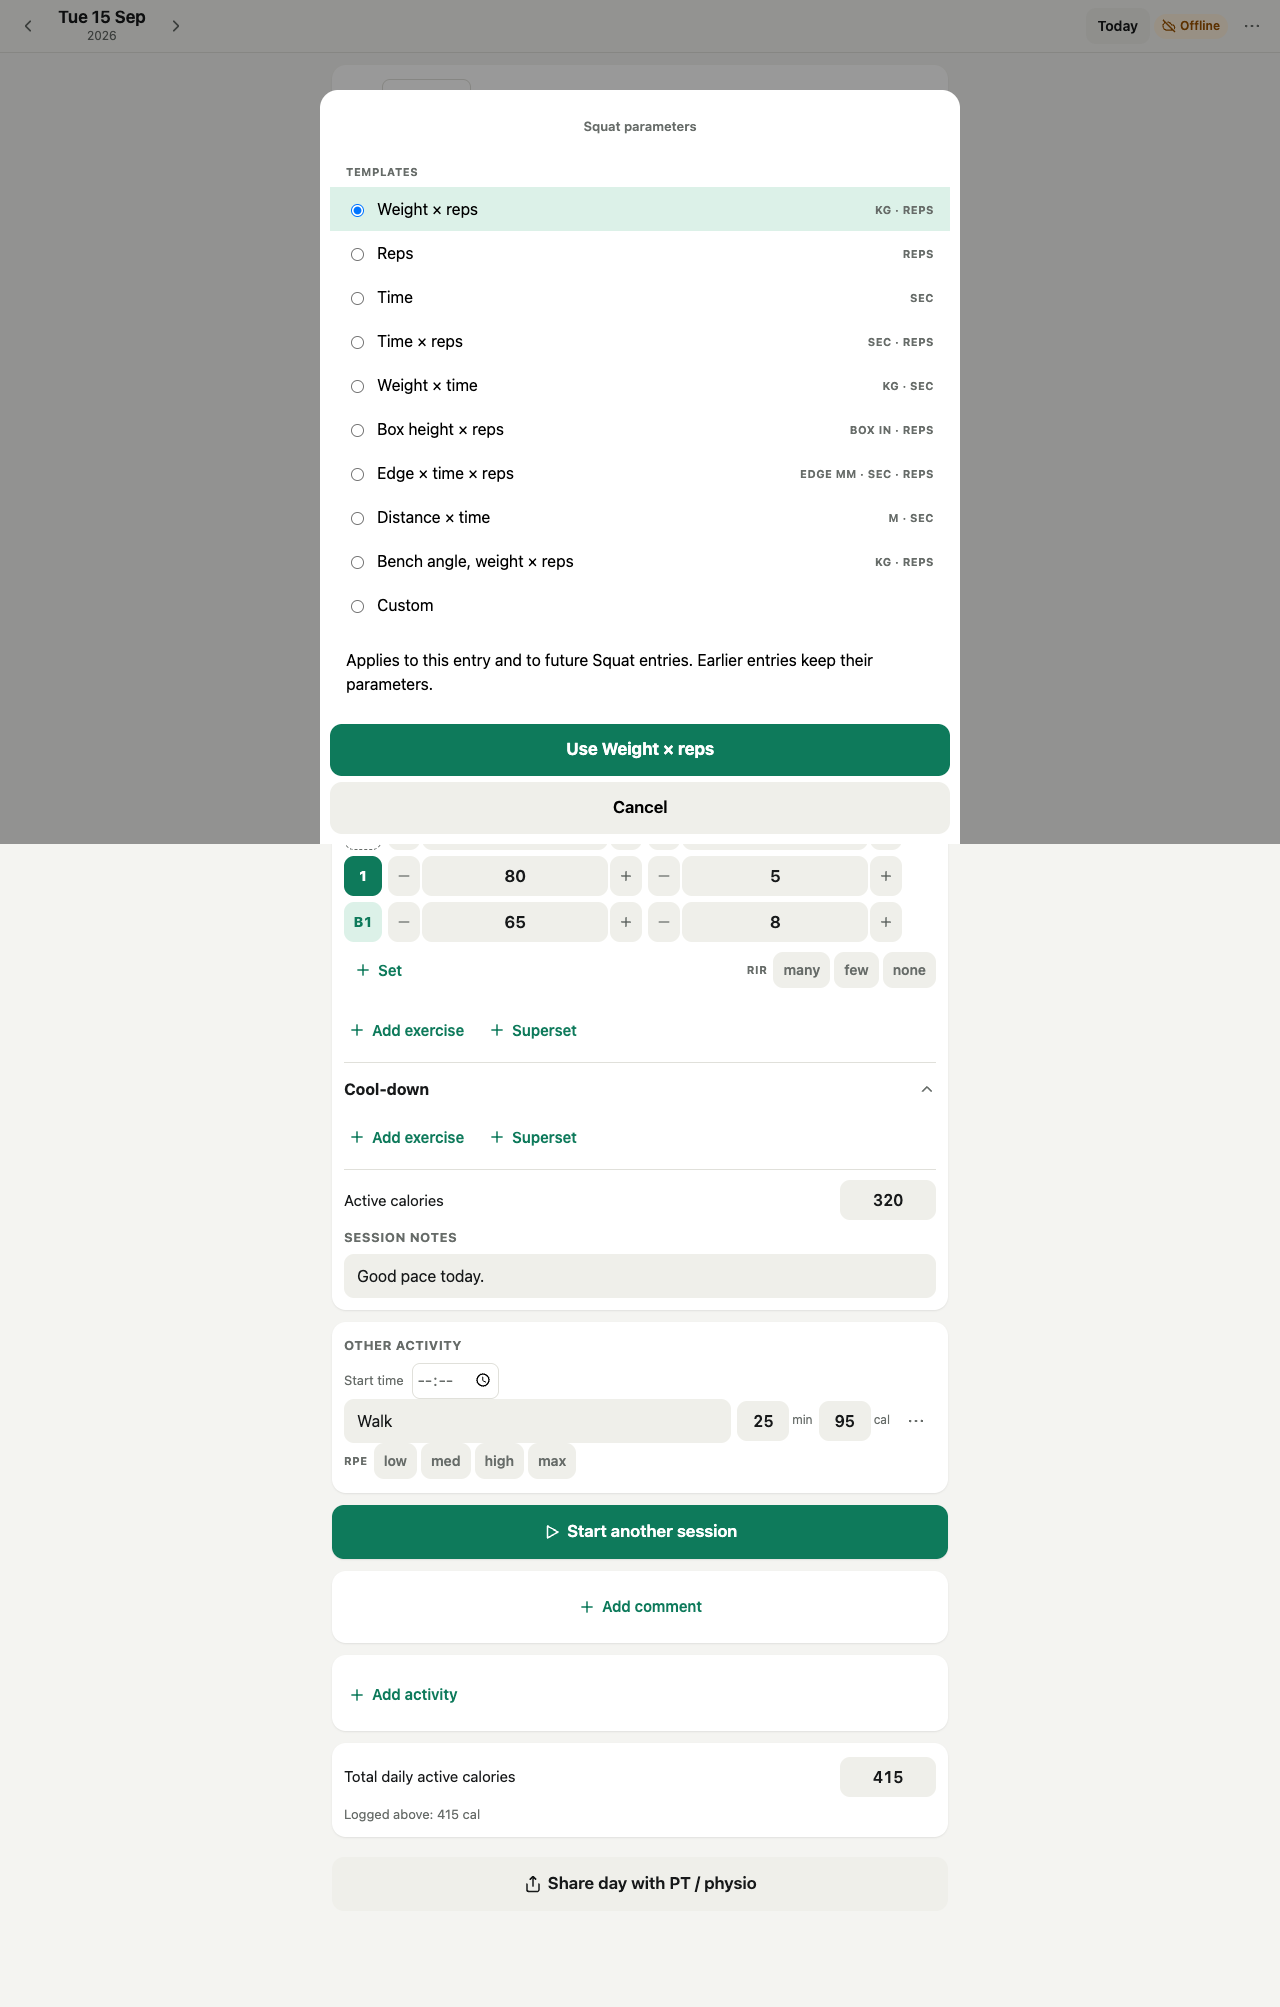 Tue 15 Sep
2026
Today
Offline
Squat parameters
TEMPLATES
Weight × reps KG · REPS
Reps REPS
Time SEC
Time × reps SEC · REPS
Weight × time KG · SEC
Box height × reps BOX IN · REPS
Edge × time × reps EDGE MM · SEC · REPS
Distance × time M · SEC
Bench angle, weight × reps KG · REPS
Custom
Applies to this entry and to future Squat entries. Earlier entries keep their
parameters.
Use Weight × reps
Cancel
1 − 80 + − 5 +
B1 − 65 + − 8 +
+ Set RIR many few none
+ Add exercise + Superset
Cool-down
+ Add exercise + Superset
Active calories 320
SESSION NOTES
Good pace today.
OTHER ACTIVITY
Start time --:--
Walk 25 min 95 cal ···
RPE low med high max
Start another session
+ Add comment
+ Add activity
Total daily active calories 415
Logged above: 415 cal
Share day with PT / physio